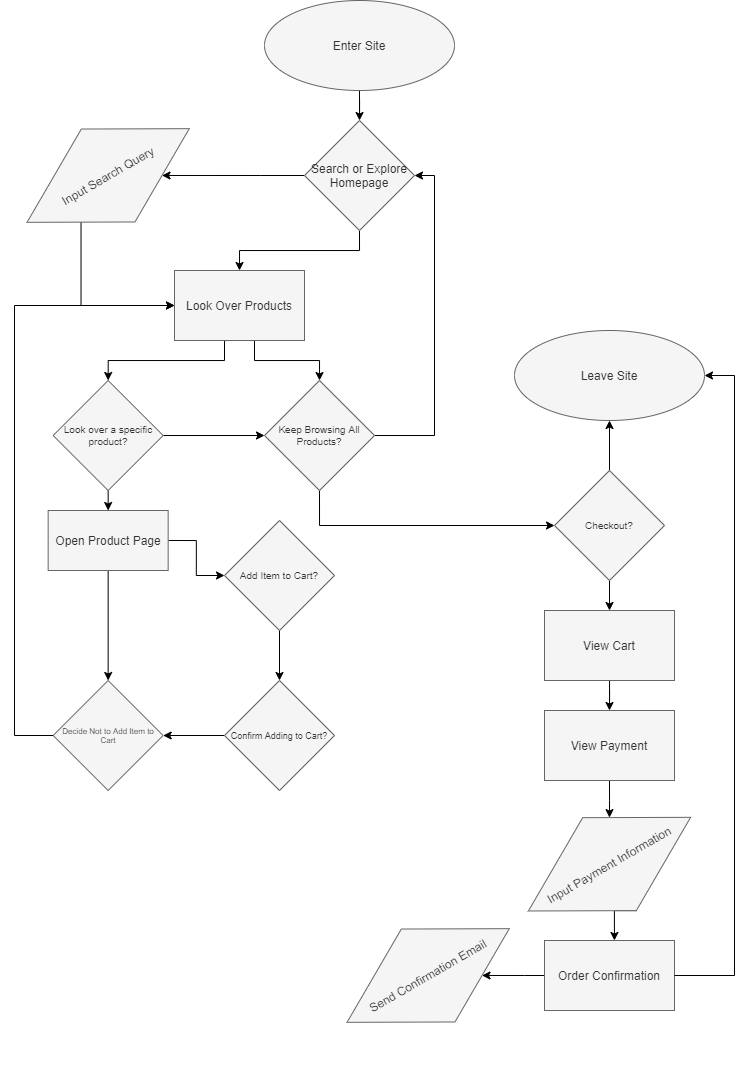 Enter Site
Search or Explore
Homepage
Input Search Query
Look Over Products
Leave Site
Look over a specific
product?
Keep Browsing All
Products?
Checkout?
Open Product Page
Add Item to Cart?
View Cart
Decide Not to Add Item to
Cart
Confirm Adding to Cart?
View Payment
Input Payment Information
Order Confirmation
Send Confirmation Email